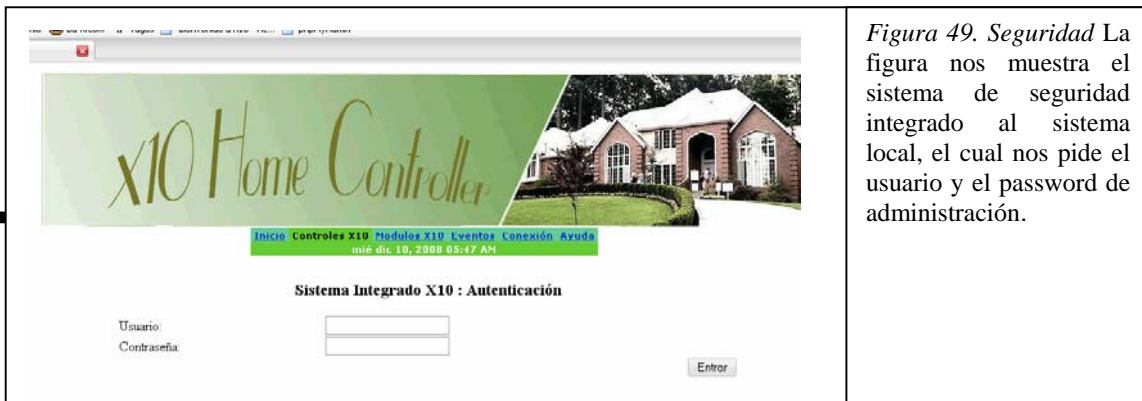 x10 Home Controller
Inicio Controles X10 Modulos X10 Eventos Conexión Ayuda
mié dic 10, 2008 05:47 AM
Sistema Integrado X10 : Autenticación
Usuario:
Contraseña:
Entrar
Figura 49. Seguridad La
figura nos muestra el
sistema de seguridad
integrado al sistema
local, el cual nos pide el
usuario y el password de
administración.